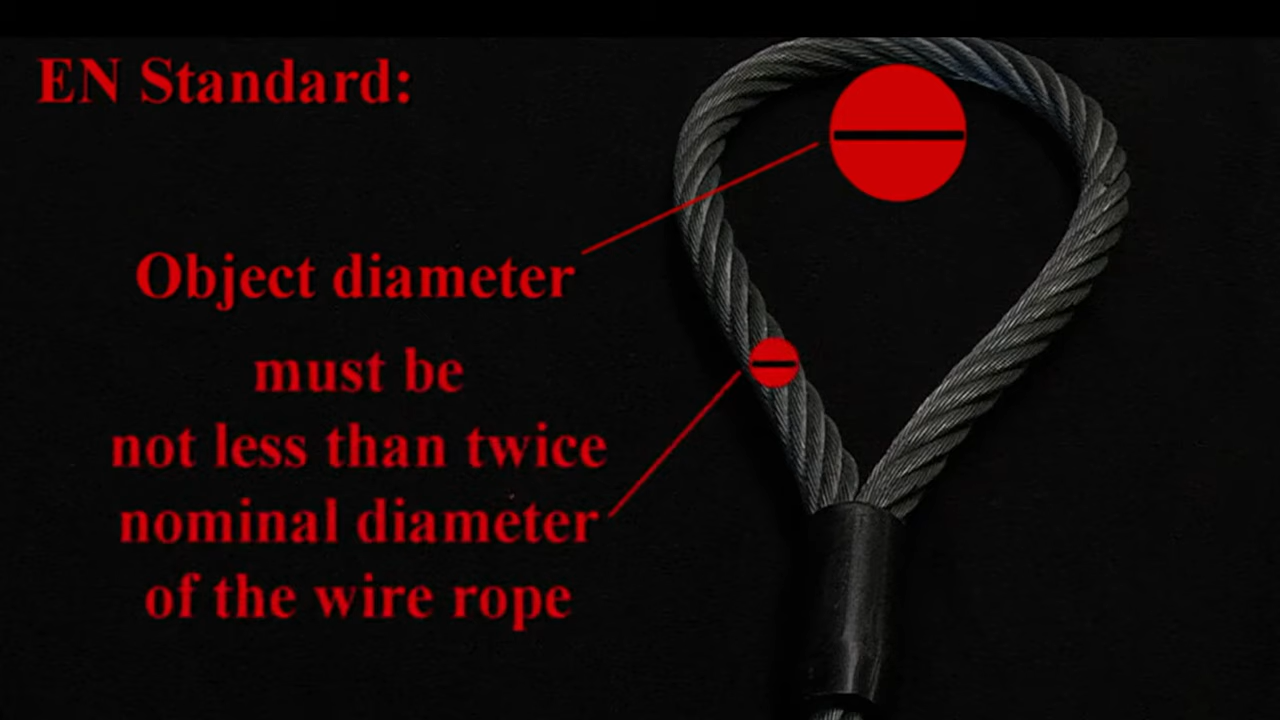 EN Standard:
Object diameter
must be
not less than twice
nominal diameter
of the wire rope